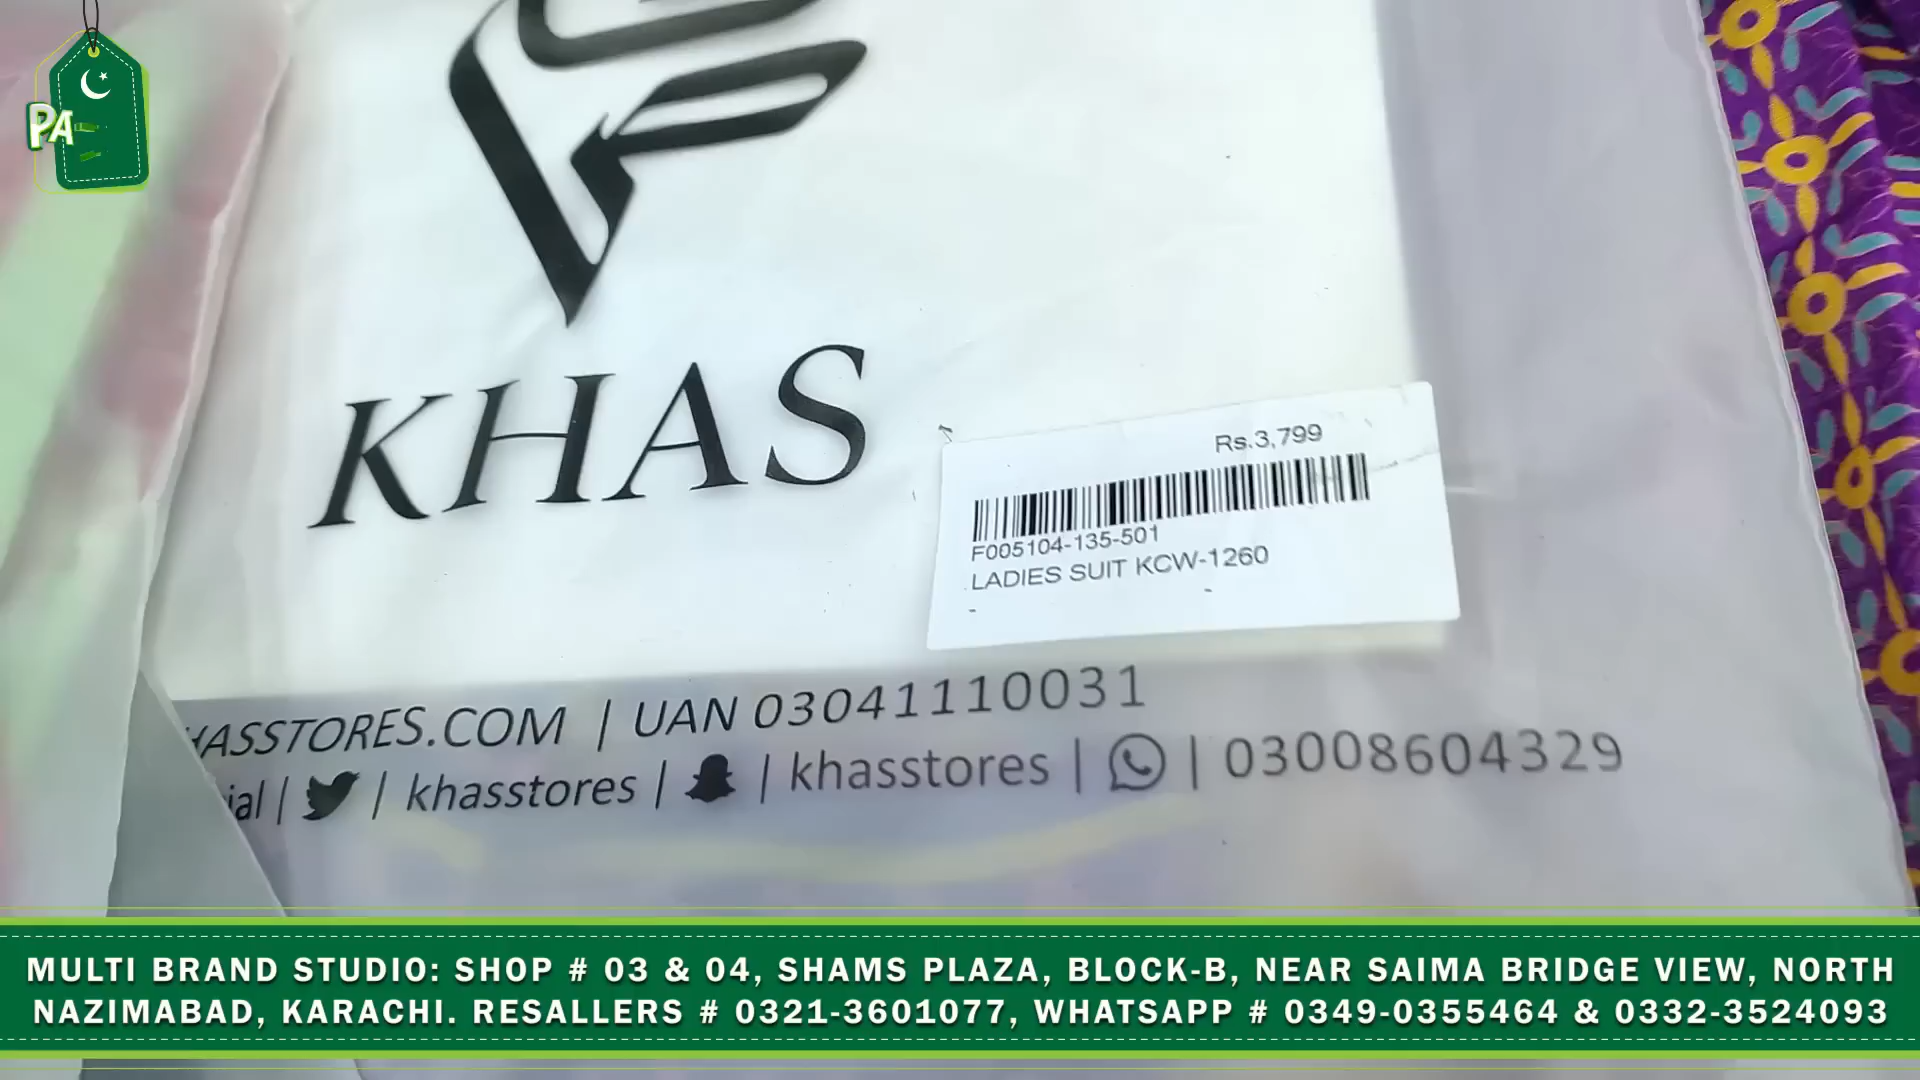 PA
KHAS
Rs.3,799
F005104-135-501
LADIES SUIT KCW-1260
HASSTORES.COM | UAN 03041110031
ial | | khasstores | | khasstores | | 03008604329
MULTI BRAND STUDIO: SHOP # 03 & 04, SHAMS PLAZA, BLOCK-B, NEAR SAIMA BRIDGE VIEW, NORTH
NAZIMABAD, KARACHI. RESALLERS # 0321-3601077, WHATSAPP # 0349-0355464 & 0332-3524093